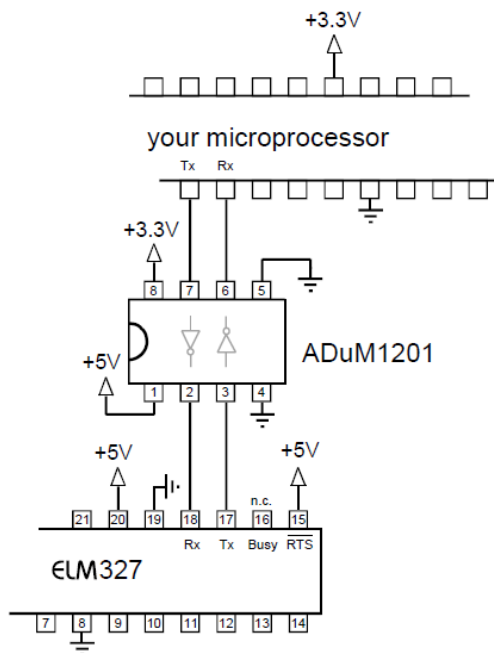 +3.3V
your microprocessor
Tx Rx
+3.3V
8 7 6 5
ADuM1201
+5V
1 2 3 4
+5V
+5V
n.c.
21 20 19 18 17 16 15
Rx Tx Busy RTS
ELM327
7 8 9 10 11 12 13 14